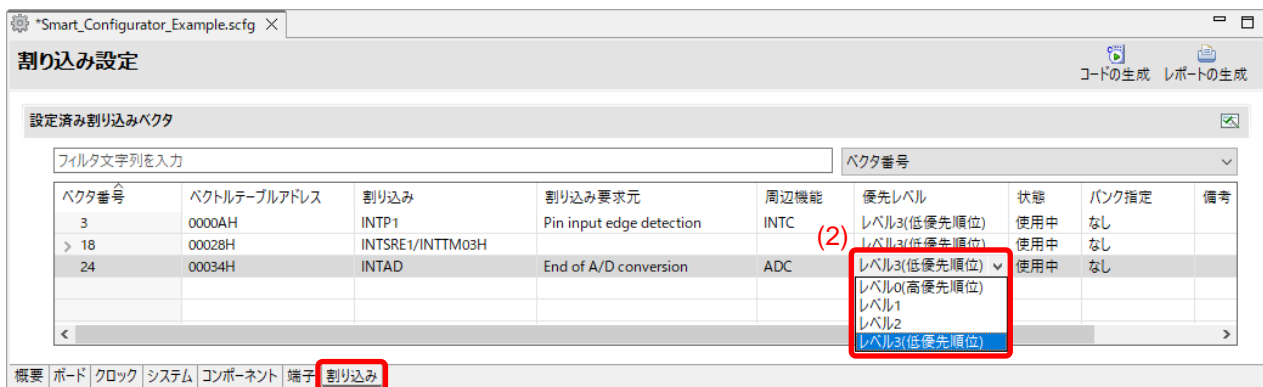 *Smart_Configurator_Example.scfg
割り込み設定
コードの生成 レポートの生成
設定済み割り込みベクタ
フィルタ文字列を入力 ベクタ番号
ベクタ番号 ベクトルテーブルアドレス 割り込み 割り込み要求元 周辺機能 優先レベル 状態 バンク指定 備考
3 0000AH INTP1 Pin input edge detection INTC レベル3(低優先順位) 使用中 なし
> 18 00028H INTSRE1/INTTM03H レベル3(低優先順位) 使用中 なし
(2)
24 00034H INTAD End of A/D conversion ADC レベル3(低優先順位) 使用中 なし
レベル0(高優先順位)
レベル1
レベル2
レベル3(低優先順位)
概要 ボード クロック システム コンポーネント 端子 割り込み